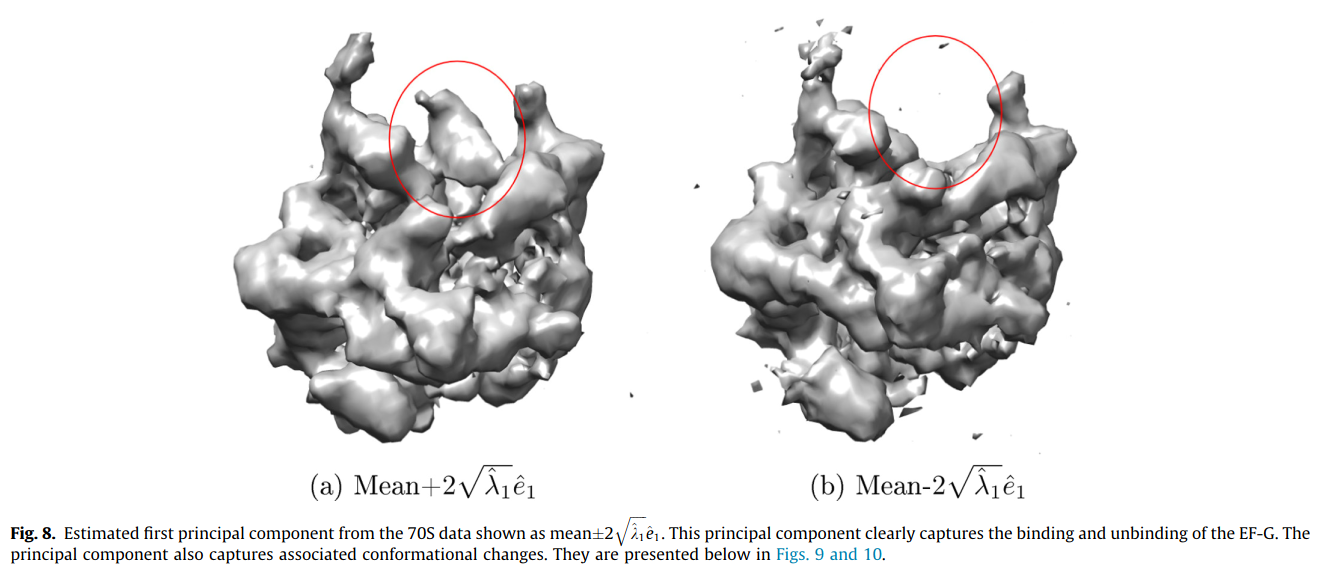 (a) Mean+2√λ̂₁ê₁
(b) Mean-2√λ̂₁ê₁
Fig. 8. Estimated first principal component from the 70S data shown as mean±2√λ̂₁ê₁. This principal component clearly captures the binding and unbinding of the EF-G. The
principal component also captures associated conformational changes. They are presented below in Figs. 9 and 10.